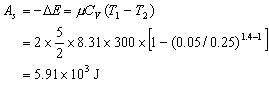 A_s = -ΔE = μC_V (T_1 - T_2)
= 2 × 5/2 × 8.31 × 300 × [1 - (0.05 / 0.25)^{1.4-1}]
= 5.91 × 10^3 J